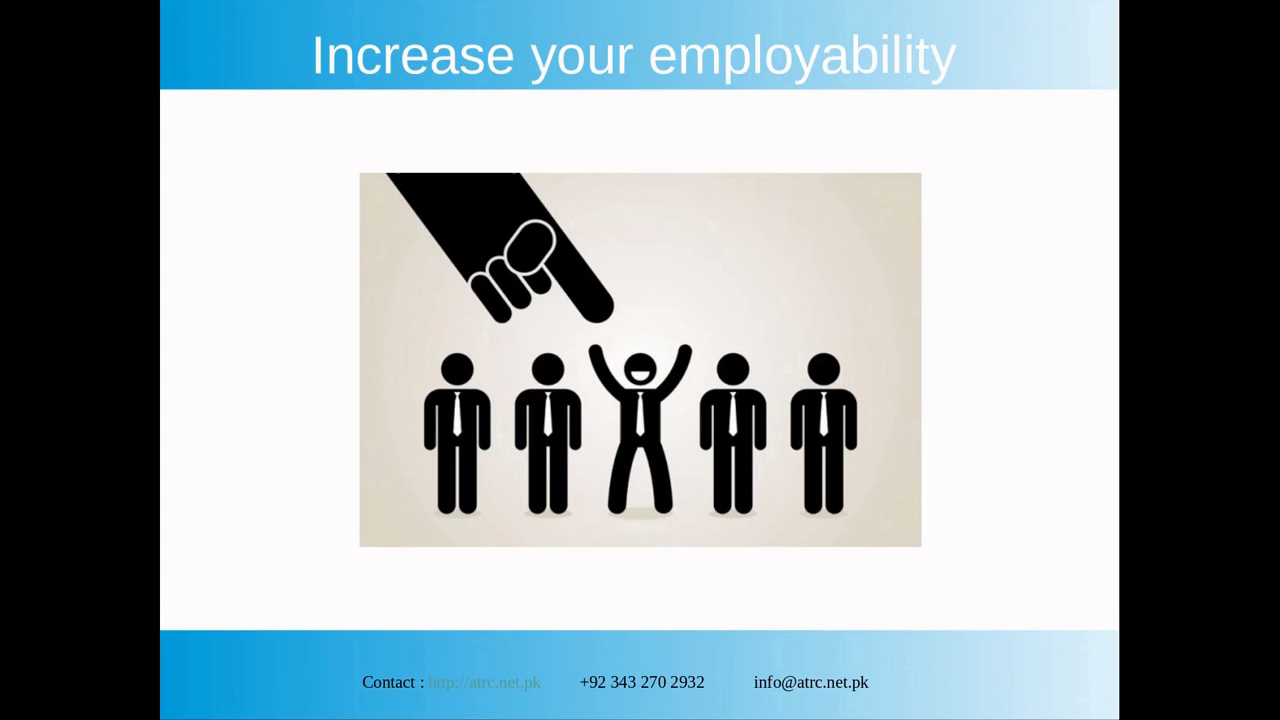 Increase your employability
Contact : http://atrc.net.pk +92 343 270 2932 info@atrc.net.pk